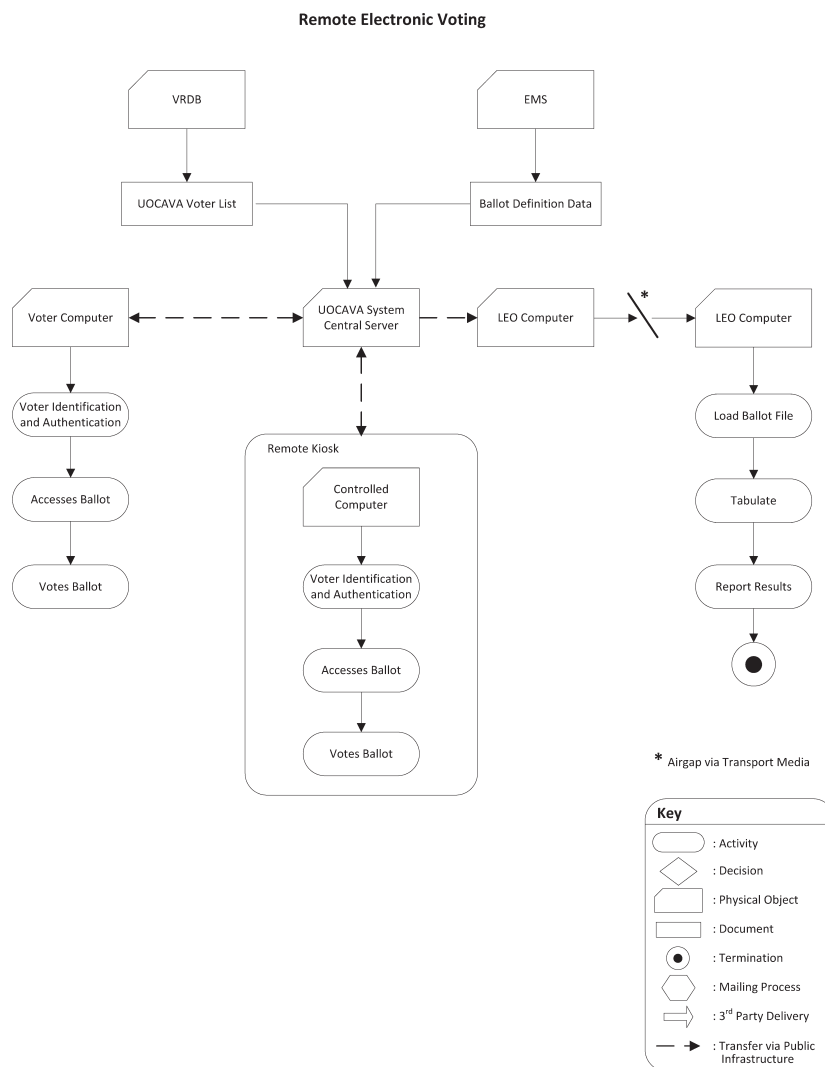 Remote Electronic Voting
VRDB
EMS
UOCAVA Voter List
Ballot Definition Data
Voter Computer
UOCAVA System
Central Server
LEO Computer
*
LEO Computer
Voter Identification
and Authentication
Accesses Ballot
Votes Ballot
Remote Kiosk
Controlled
Computer
Voter Identification
and Authentication
Accesses Ballot
Votes Ballot
Load Ballot File
Tabulate
Report Results
* Airgap via Transport Media
Key
: Activity
: Decision
: Physical Object
: Document
: Termination
: Mailing Process
: 3rd Party Delivery
: Transfer via Public
Infrastructure